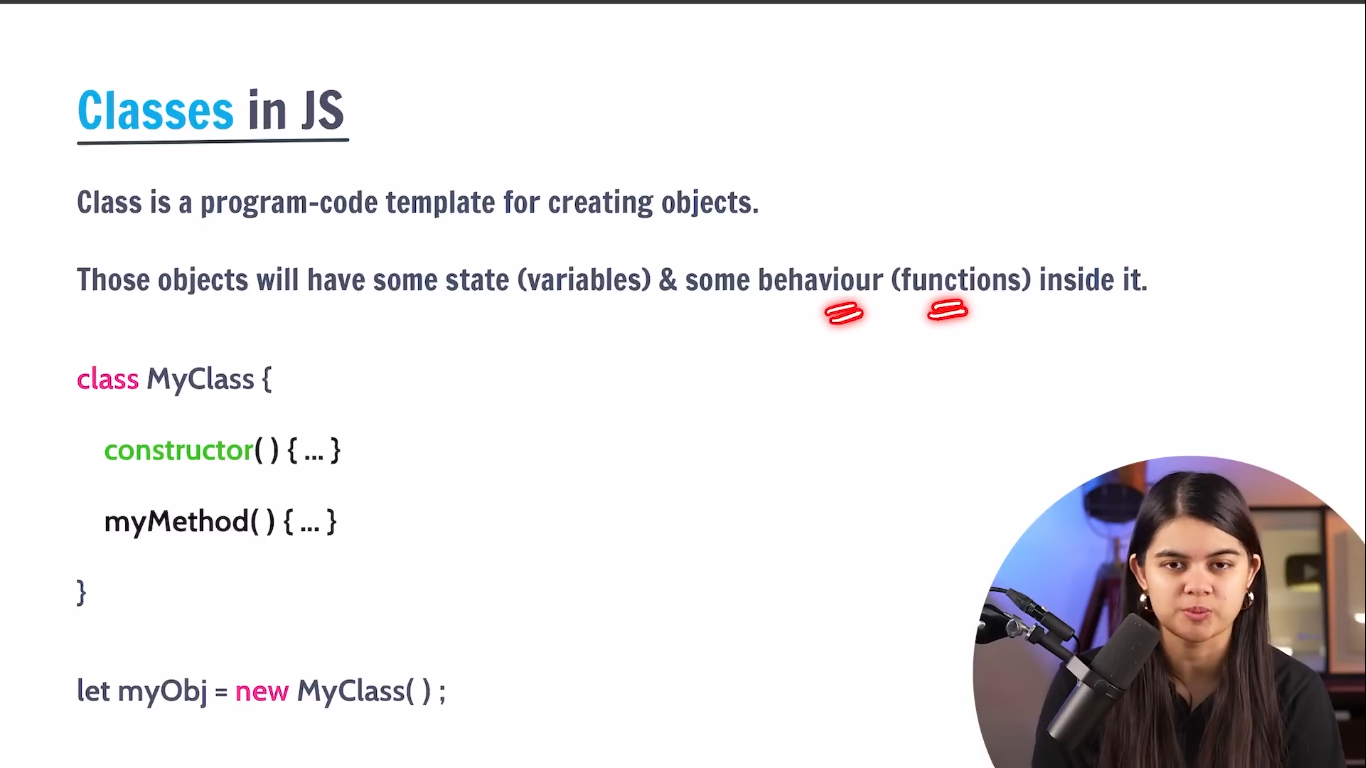 Classes in JS
Class is a program-code template for creating objects.
Those objects will have some state (variables) & some behaviour (functions) inside it.
class MyClass {
constructor( ) { ... }
myMethod( ) { ... }
}
let myObj = new MyClass( ) ;